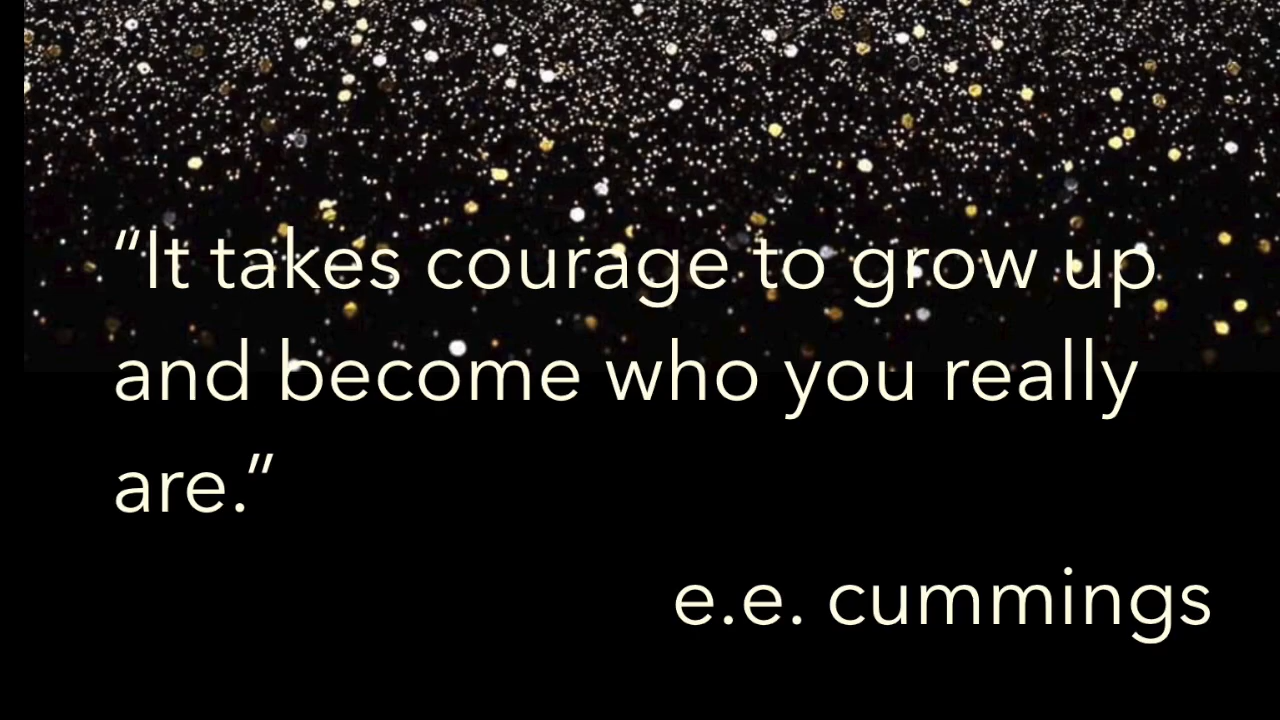 “It takes courage to grow up
and become who you really
are.”
e.e. cummings